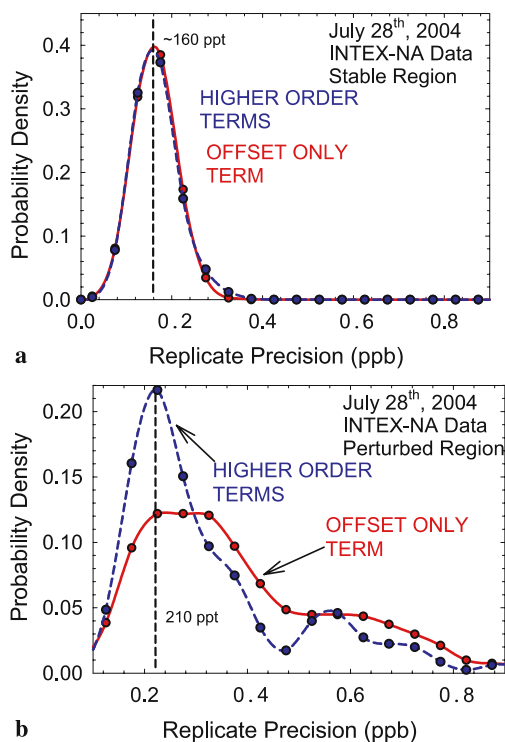 July 28th, 2004
INTEX-NA Data
Stable Region
~160 ppt
HIGHER ORDER
TERMS
OFFSET ONLY
TERM
Probability Density
0.4
0.3
0.2
0.1
0.0
0.0 0.2 0.4 0.6 0.8
a
Replicate Precision (ppb)
July 28th, 2004
INTEX-NA Data
Perturbed Region
HIGHER ORDER
TERMS
OFFSET ONLY
TERM
210 ppt
Probability Density
0.20
0.15
0.10
0.05
0.00
0.2 0.4 0.6 0.8
b
Replicate Precision (ppb)